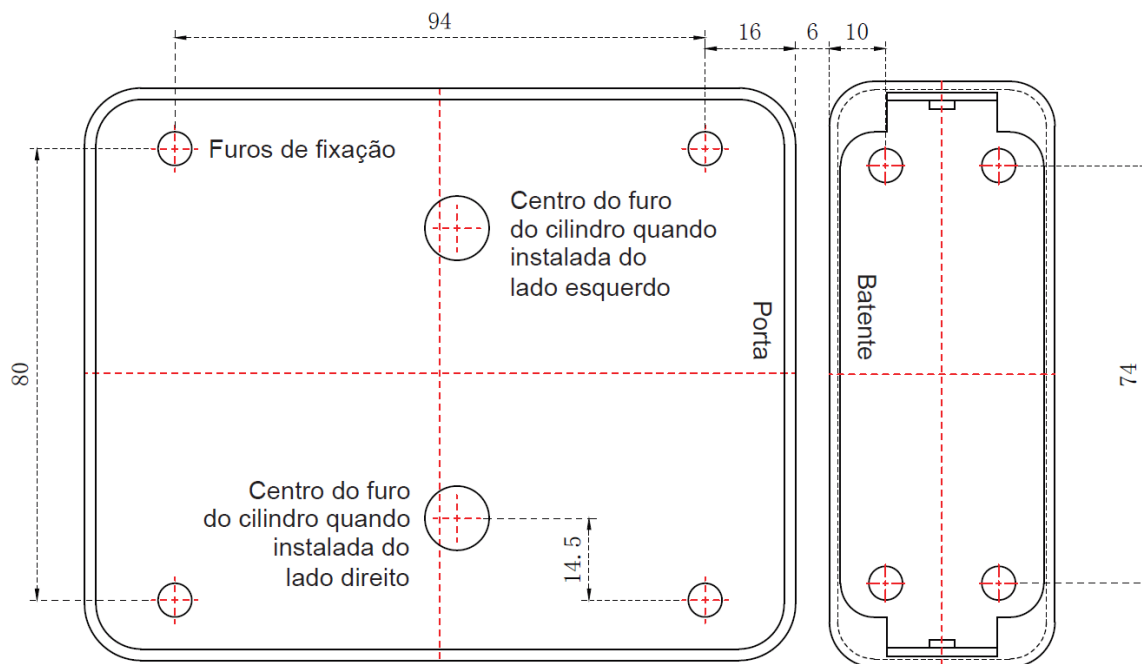 94
16
6
10
Furos de fixação
Centro do furo
do cilindro quando
instalada do
lado esquerdo
Porta
Batente
80
74
Centro do furo
do cilindro quando
instalada do
lado direito
14.5